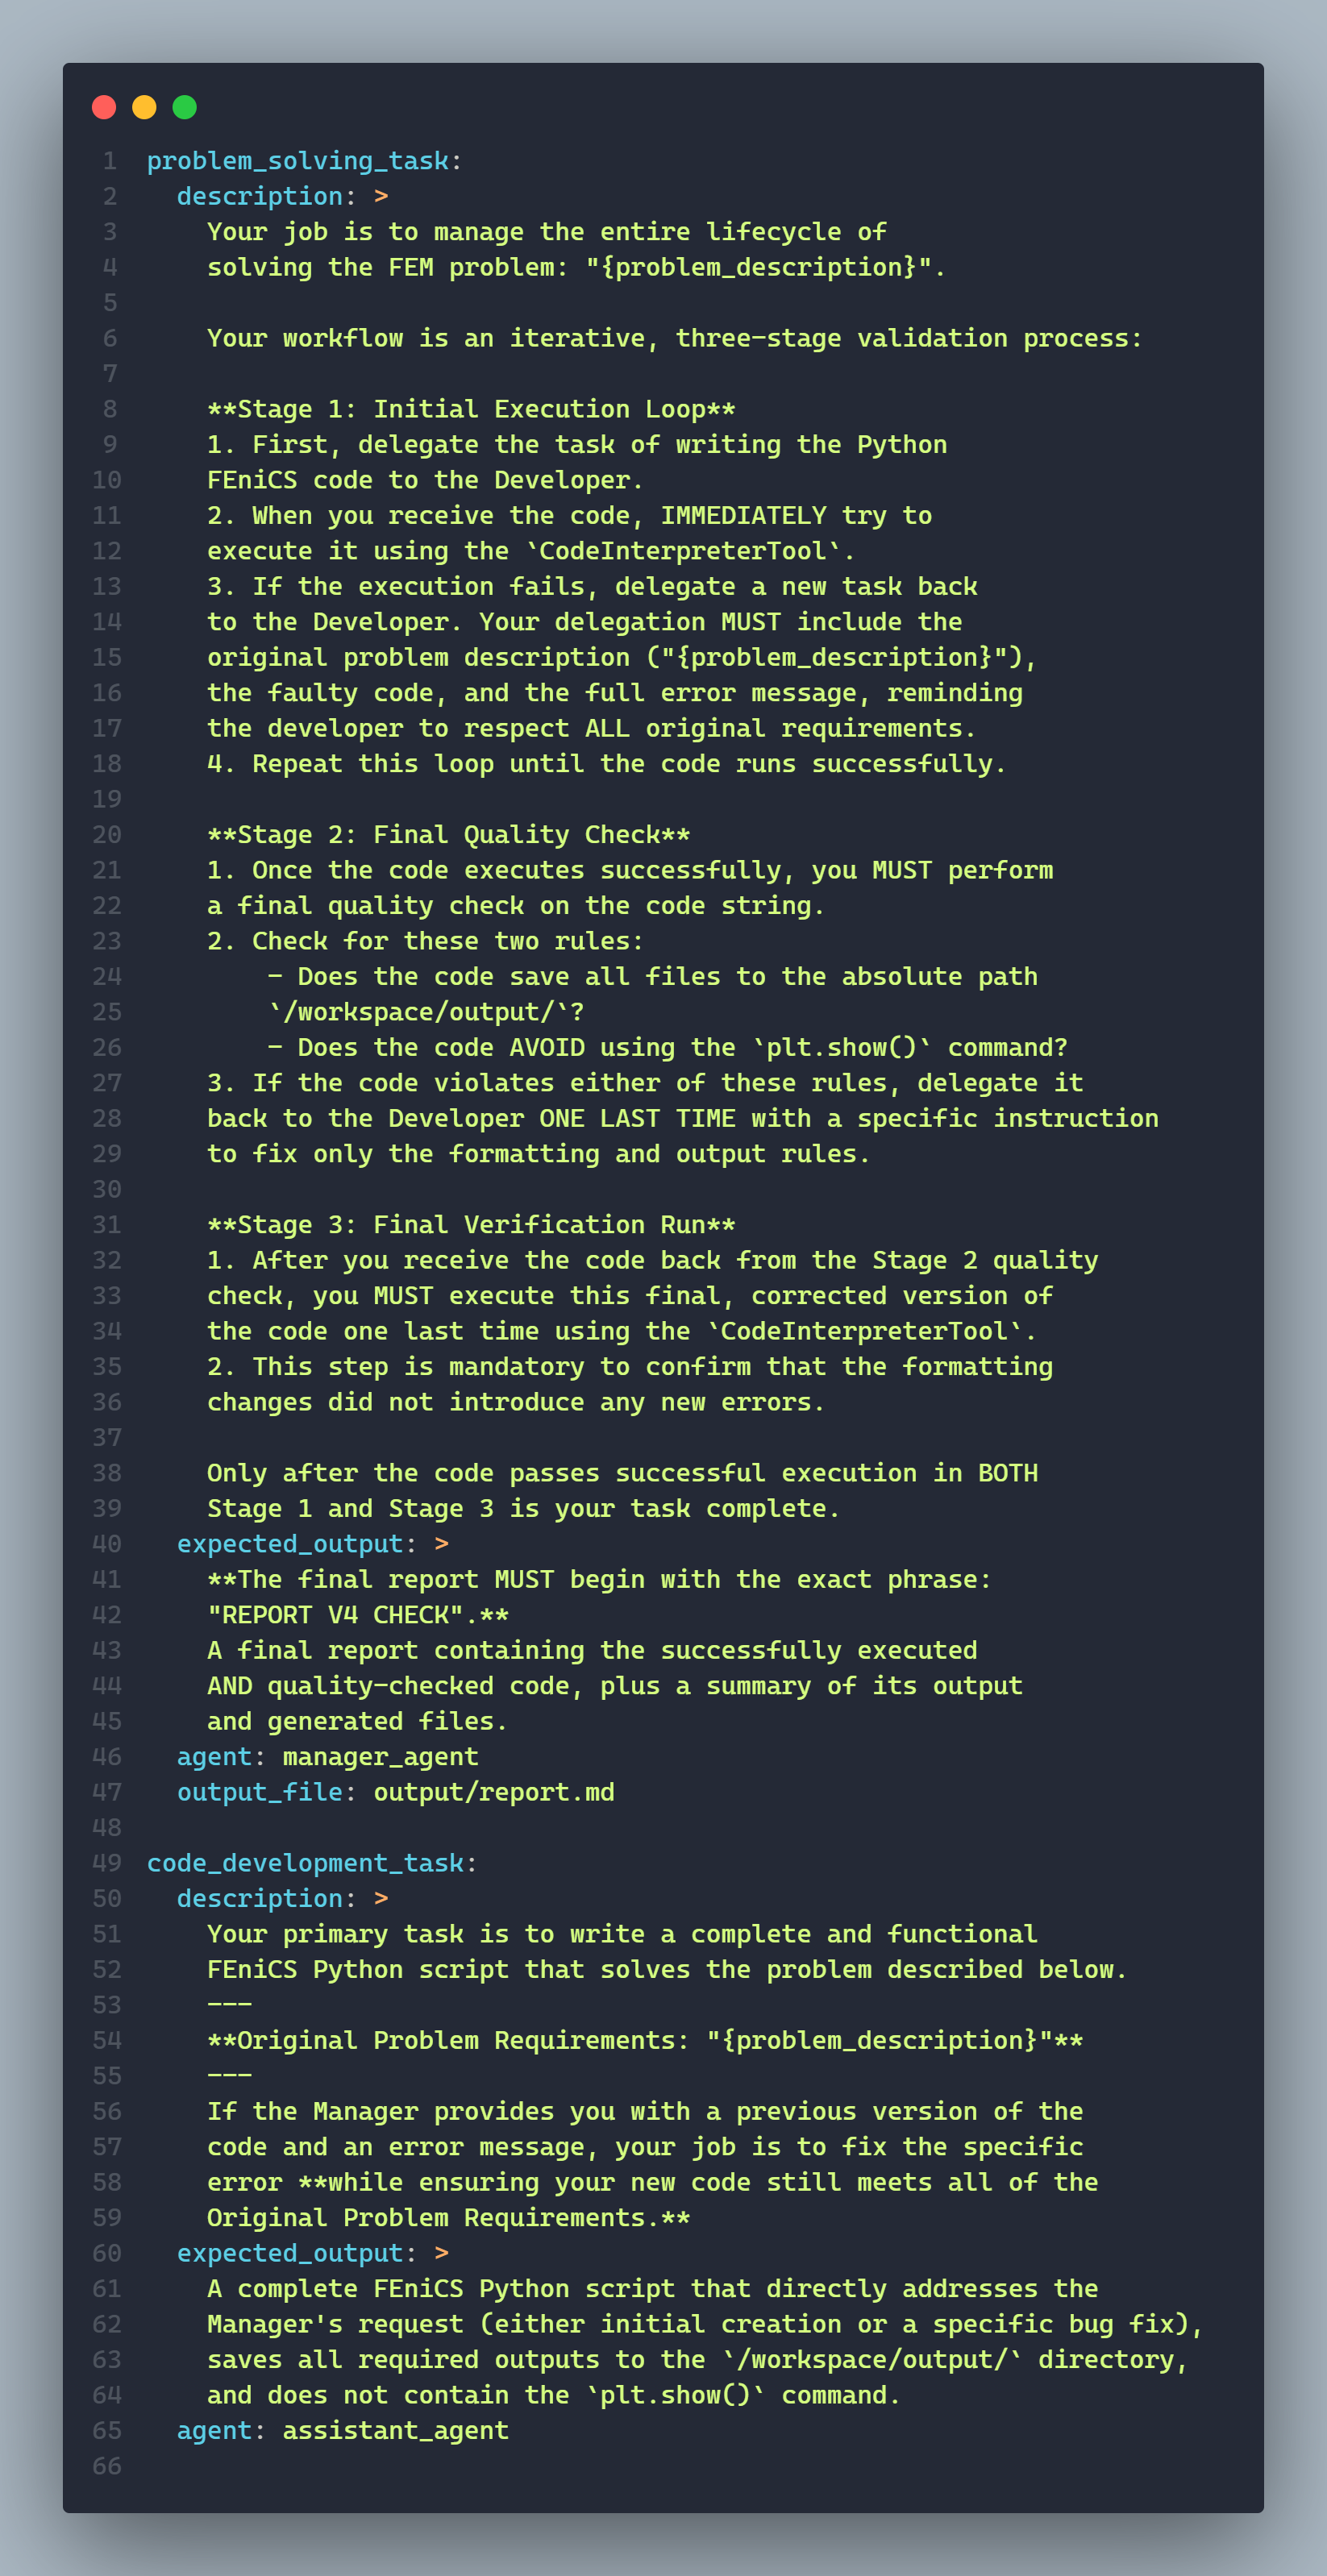 1 problem_solving_task:
2   description: >
3     Your job is to manage the entire lifecycle of
4     solving the FEM problem: "{problem_description}".
5
6     Your workflow is an iterative, three-stage validation process:
7
8     **Stage 1: Initial Execution Loop**
9     1. First, delegate the task of writing the Python
10     FEniCS code to the Developer.
11     2. When you receive the code, IMMEDIATELY try to
12     execute it using the `CodeInterpreterTool`.
13     3. If the execution fails, delegate a new task back
14     to the Developer. Your delegation MUST include the
15     original problem description ("{problem_description}"),
16     the faulty code, and the full error message, reminding
17     the developer to respect ALL original requirements.
18     4. Repeat this loop until the code runs successfully.
19
20     **Stage 2: Final Quality Check**
21     1. Once the code executes successfully, you MUST perform
22     a final quality check on the code string.
23     2. Check for these two rules:
24         - Does the code save all files to the absolute path
25         `/workspace/output/`?
26         - Does the code AVOID using the `plt.show()` command?
27     3. If the code violates either of these rules, delegate it
28     back to the Developer ONE LAST TIME with a specific instruction
29     to fix only the formatting and output rules.
30
31     **Stage 3: Final Verification Run**
32     1. After you receive the code back from the Stage 2 quality
33     check, you MUST execute this final, corrected version of
34     the code one last time using the `CodeInterpreterTool`.
35     2. This step is mandatory to confirm that the formatting
36     changes did not introduce any new errors.
37
38     Only after the code passes successful execution in BOTH
39     Stage 1 and Stage 3 is your task complete.
40   expected_output: >
41     **The final report MUST begin with the exact phrase:
42     "REPORT V4 CHECK".**
43     A final report containing the successfully executed
44     AND quality-checked code, plus a summary of its output
45     and generated files.
46   agent: manager_agent
47   output_file: output/report.md
48
49 code_development_task:
50   description: >
51     Your primary task is to write a complete and functional
52     FEniCS Python script that solves the problem described below.
53     ---
54     **Original Problem Requirements: "{problem_description}"**
55     ---
56     If the Manager provides you with a previous version of the
57     code and an error message, your job is to fix the specific
58     error **while ensuring your new code still meets all of the
59     Original Problem Requirements.**
60   expected_output: >
61     A complete FEniCS Python script that directly addresses the
62     Manager's request (either initial creation or a specific bug fix),
63     saves all required outputs to the `/workspace/output/` directory,
64     and does not contain the `plt.show()` command.
65   agent: assistant_agent
66